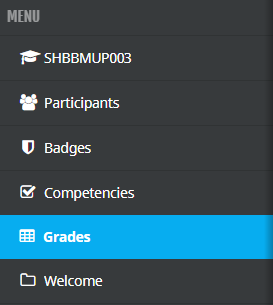 MENU
SHBBMUP003
Participants
Badges
Competencies
Grades
Welcome